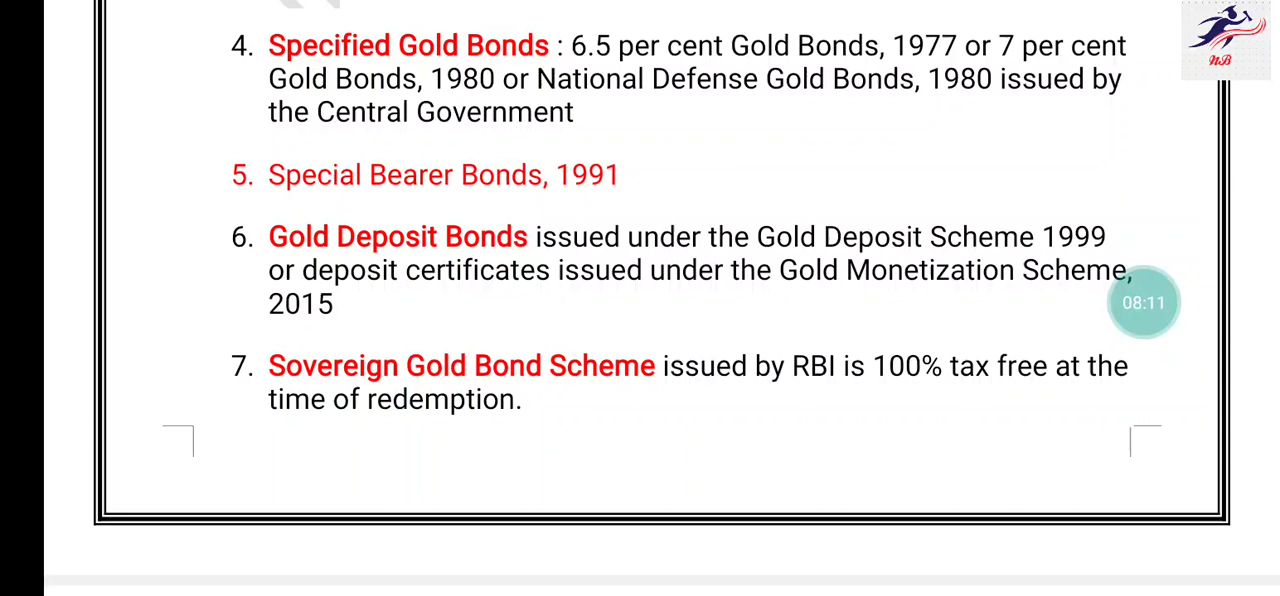 4. Specified Gold Bonds : 6.5 per cent Gold Bonds, 1977 or 7 per cent
Gold Bonds, 1980 or National Defense Gold Bonds, 1980 issued by
the Central Government
5. Special Bearer Bonds, 1991
6. Gold Deposit Bonds issued under the Gold Deposit Scheme 1999
or deposit certificates issued under the Gold Monetization Scheme,
2015
08:11
7. Sovereign Gold Bond Scheme issued by RBI is 100% tax free at the
time of redemption.
NB